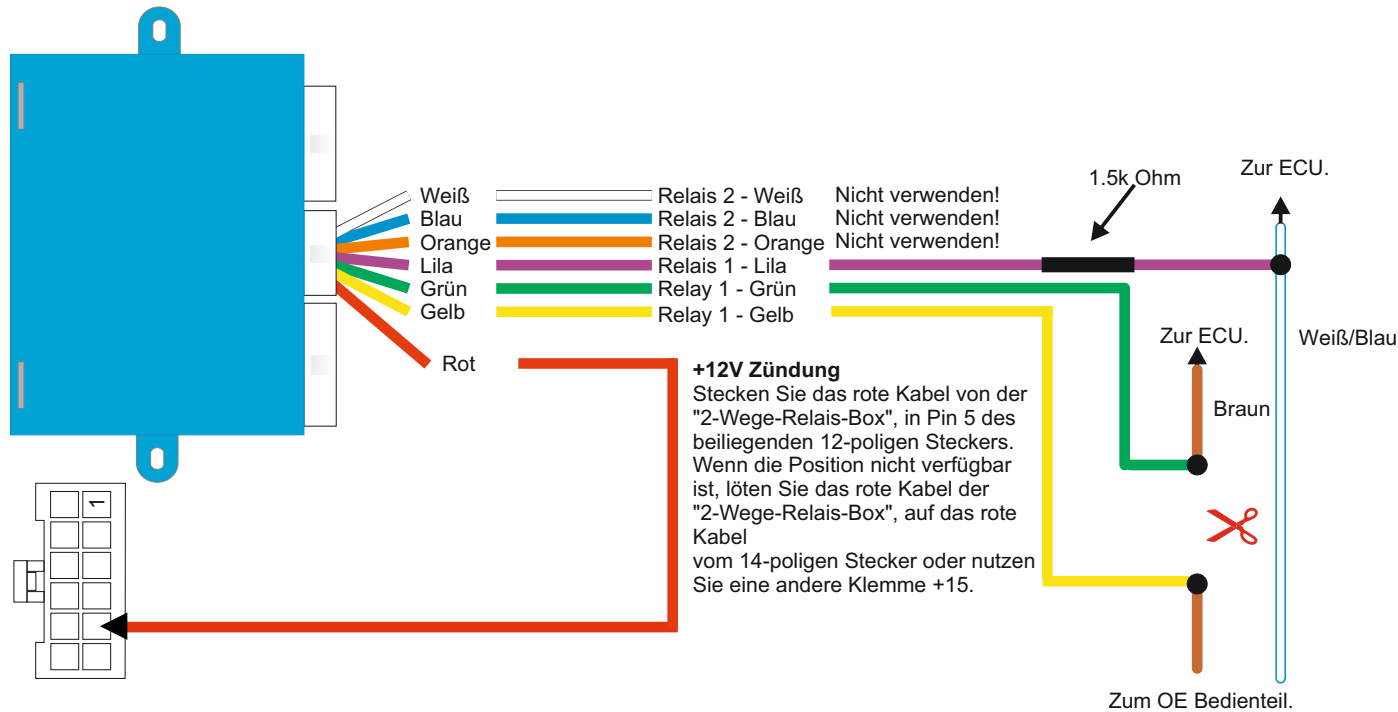 Weiß
Relais 2 - Weiß
Nicht verwenden!
Blau
Relais 2 - Blau
Nicht verwenden!
Orange
Relais 2 - Orange
Nicht verwenden!
Lila
Relais 1 - Lila
Grün
Relay 1 - Grün
Gelb
Relay 1 - Gelb
Rot
1.5k Ohm
Zur ECU.
Zur ECU.
Weiß/Blau
Braun
+12V Zündung
Stecken Sie das rote Kabel von der
"2-Wege-Relais-Box", in Pin 5 des
beiliegenden 12-poligen Steckers.
Wenn die Position nicht verfügbar
ist, löten Sie das rote Kabel der
"2-Wege-Relais-Box", auf das rote
Kabel
vom 14-poligen Stecker oder nutzen
Sie eine andere Klemme +15.
1
Zum OE Bedienteil.